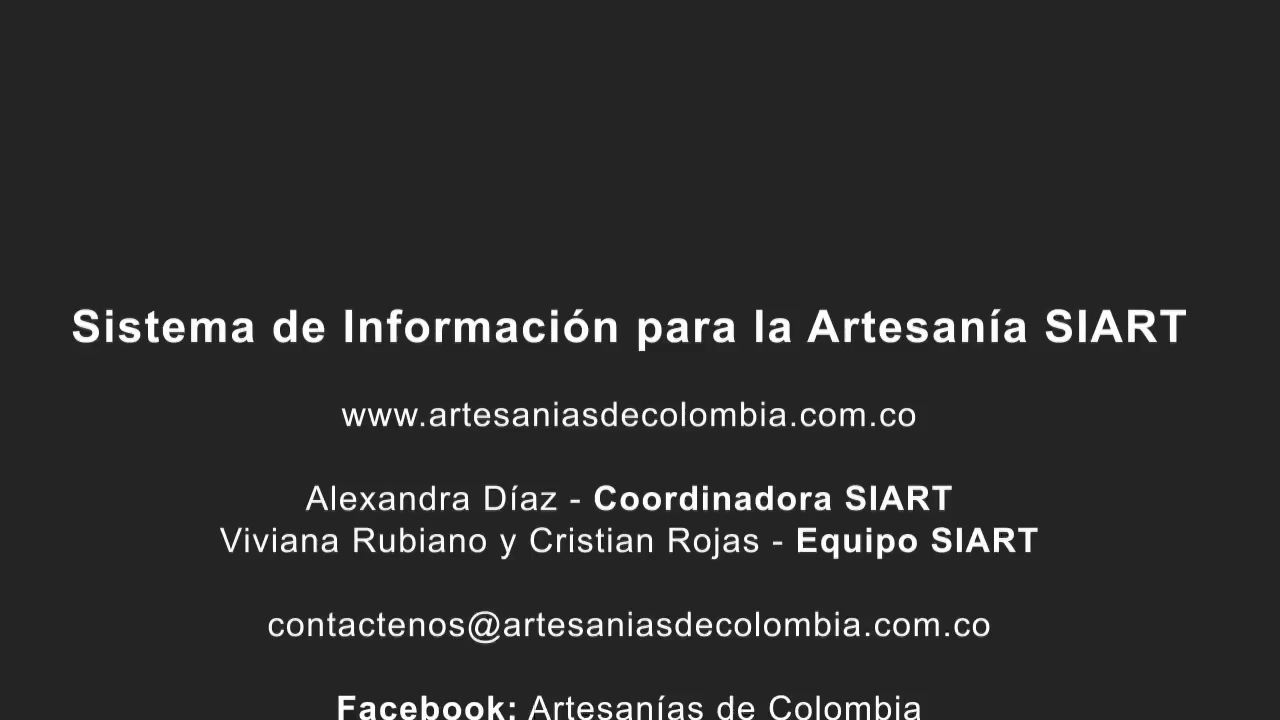 Sistema de Información para la Artesanía SIART
www.artesaniasdecolombia.com.co
Alexandra Díaz - Coordinadora SIART
Viviana Rubiano y Cristian Rojas - Equipo SIART
contactenos@artesaniasdecolombia.com.co
Facebook: Artesanías de Colombia